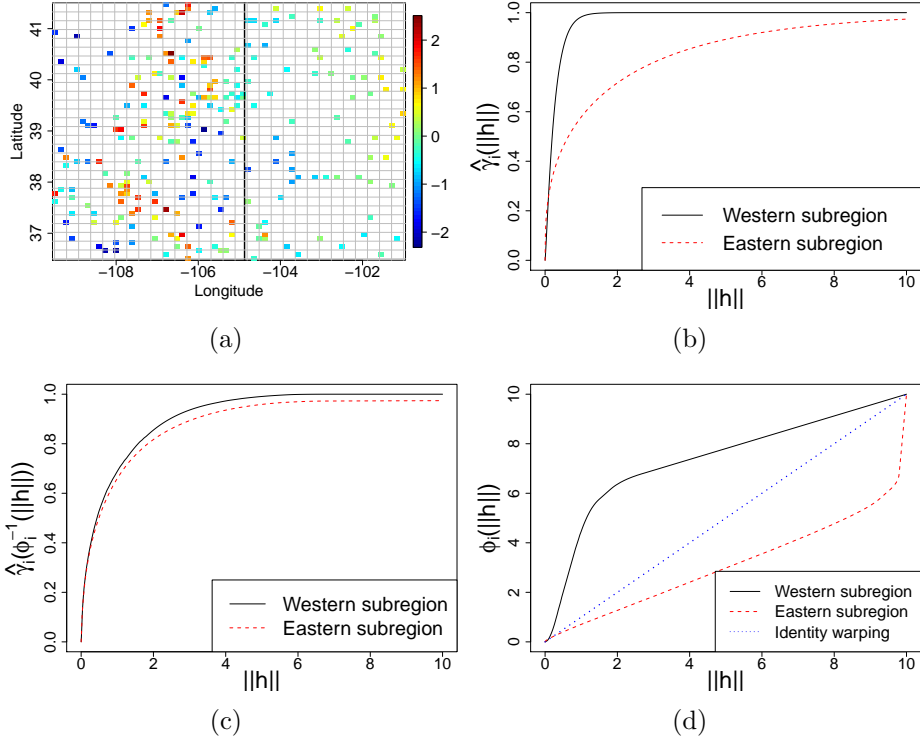 41
40
39
38
37
Latitude
−108
−106
−104
−102
Longitude
2
1
0
−1
−2
(a)
1.0
0.8
0.6
0.4
0.2
0.0
γ̂ᵢ(||h||)
Western subregion
Eastern subregion
0 2 4 6 8 10
||h||
(b)
1.0
0.8
0.6
0.4
0.2
0.0
γ̂ᵢ(ϕᵢ⁻¹(||h||))
Western subregion
Eastern subregion
0 2 4 6 8 10
||h||
(c)
10
8
6
4
2
0
ϕᵢ(||h||)
Western subregion
Eastern subregion
Identity warping
0 2 4 6 8 10
||h||
(d)